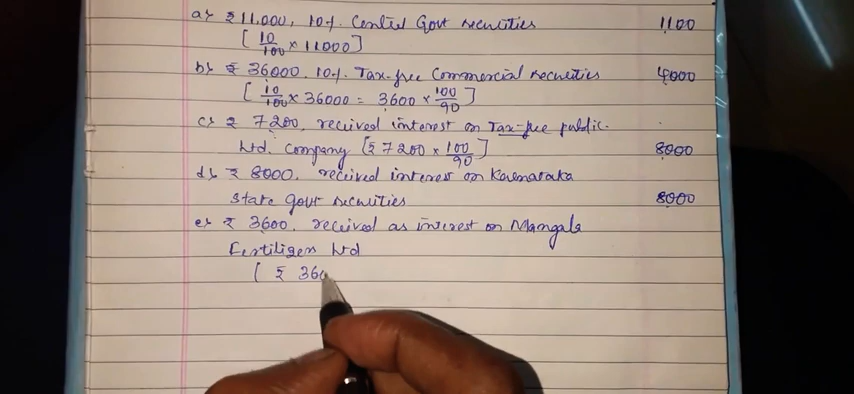 a) ₹ 11,000, 10%. Central Govt securities 1100
[ 10/100 × 11000 ]
b) ₹ 36000, 10%. Tax-free Commercial securities 4000
[ 10/100 × 36000 = 3600 × 100/90 ]
c) ₹ 7200, received interest on Tax-free public.
Ltd. Company [ ₹ 7200 × 100/90 ] 8000
d) ₹ 8000, received interest on Karnataka
State Govt securities 8000
e) ₹ 3600, received as interest on Mangala
Fertilizers Ltd
[ ₹ 360